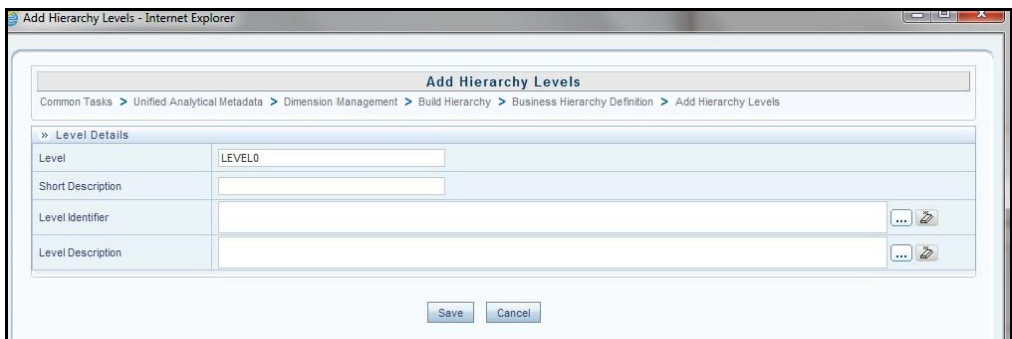 Add Hierarchy Levels - Internet Explorer
Add Hierarchy Levels
Common Tasks > Unified Analytical Metadata > Dimension Management > Build Hierarchy > Business Hierarchy Definition > Add Hierarchy Levels
» Level Details
Level LEVEL0
Short Description
Level Identifier ...
Level Description ...
Save Cancel